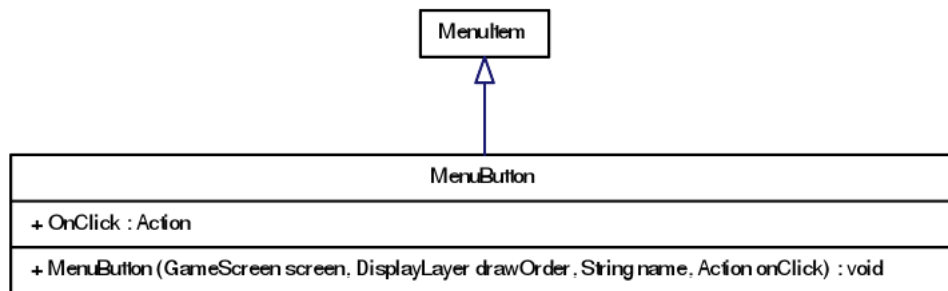 MenuItem
MenuButton
+ OnClick : Action
+ MenuButton (GameScreen screen, DisplayLayer drawOrder, String name, Action onClick) : void